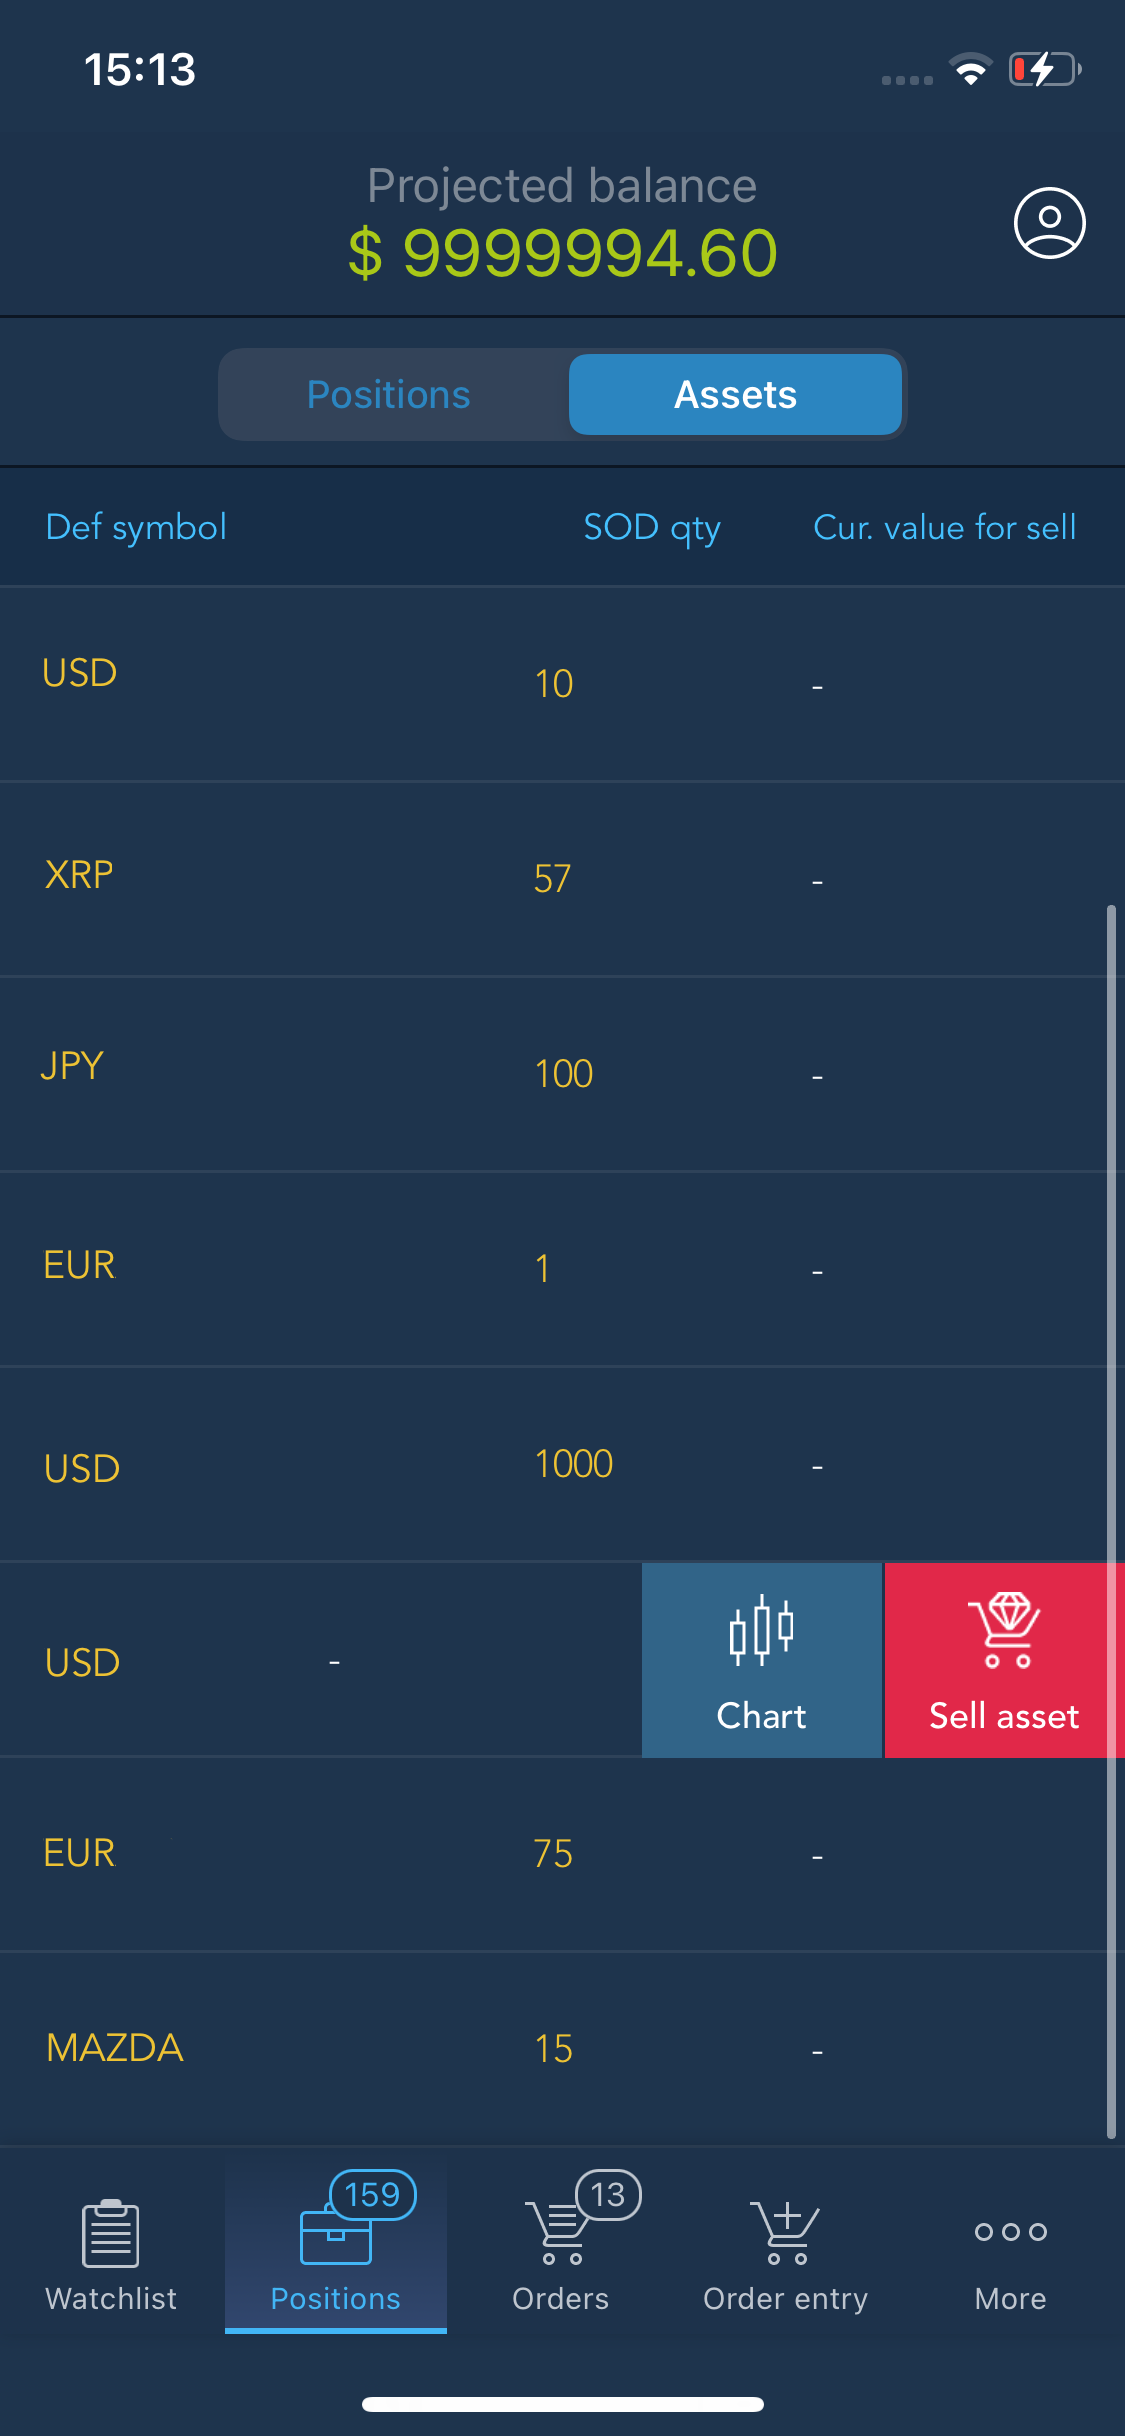 15:13
Projected balance
$ 9999994.60
Positions Assets
Def symbol SOD qty Cur. value for sell
USD 10 -
XRP 57 -
JPY 100 -
EUR 1 -
USD 1000 -
USD - Chart Sell asset
EUR 75 -
MAZDA 15 -
159 13
Watchlist Positions Orders Order entry More